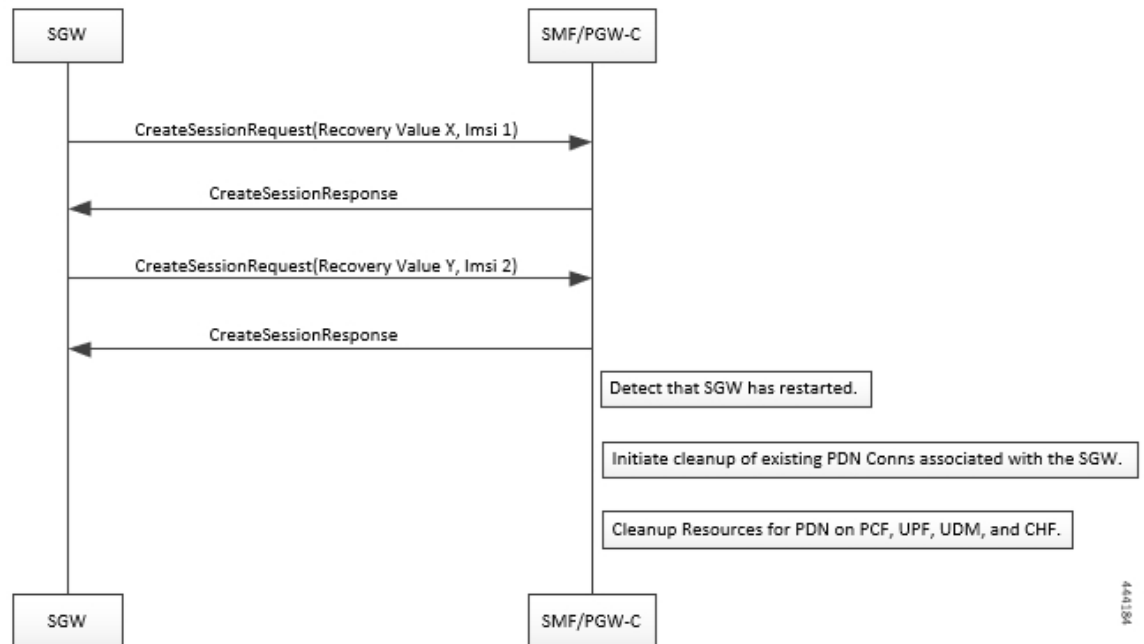 SGW
SMF/PGW-C
CreateSessionRequest(Recovery Value X, Imsi 1)
CreateSessionResponse
CreateSessionRequest(Recovery Value Y, Imsi 2)
CreateSessionResponse
Detect that SGW has restarted.
Initiate cleanup of existing PDN Conns associated with the SGW.
Cleanup Resources for PDN on PCF, UPF, UDM, and CHF.
SGW
SMF/PGW-C
444184